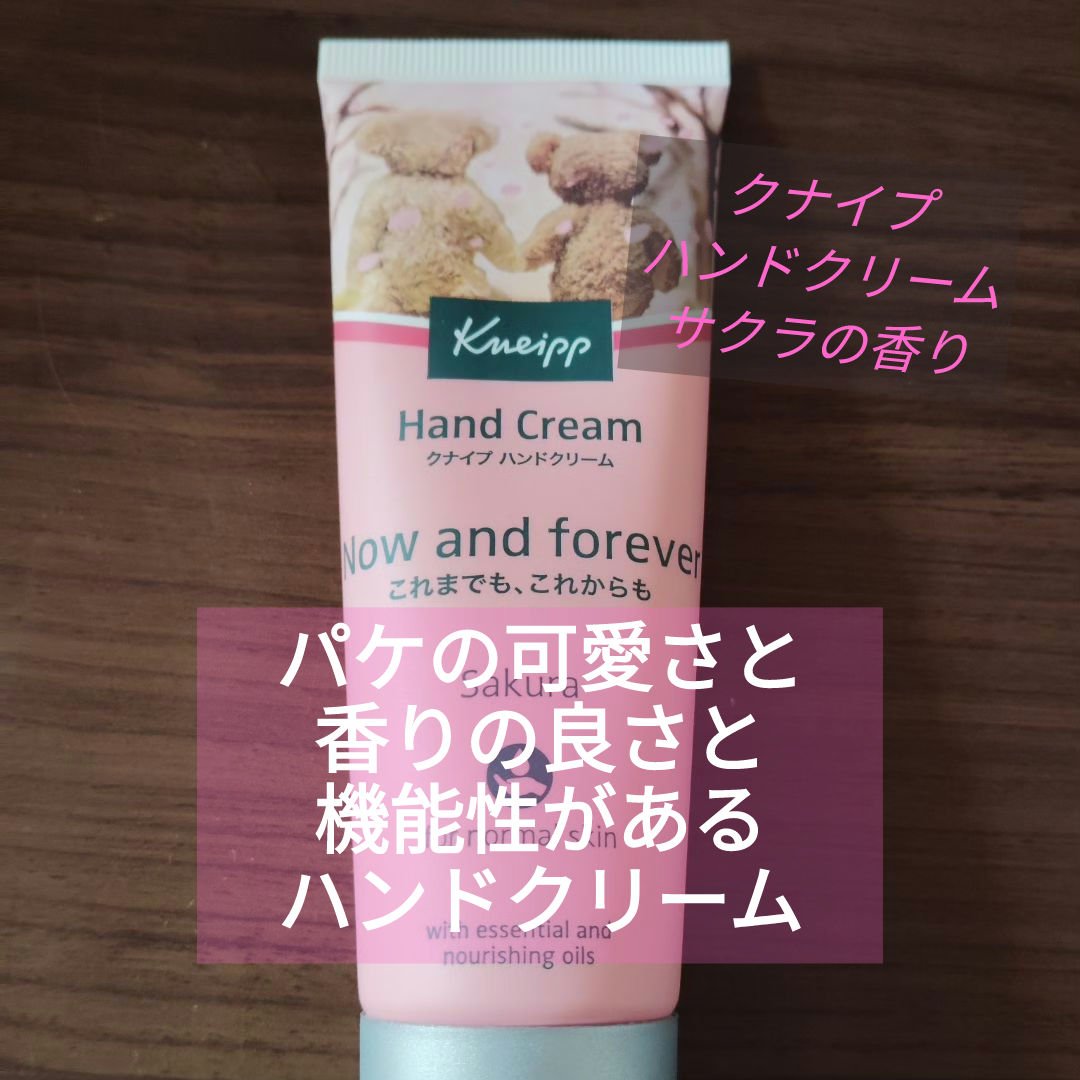 クナイプ
ハンドクリーム
サクラの香り
Kneipp
Hand Cream
クナイプ ハンドクリーム
Now and forever
これまでも、これからも
パケの可愛さと
Sakura
香りの良さと
機能性がある
for normal skin
ハンドクリーム
with essential and
nourishing oils